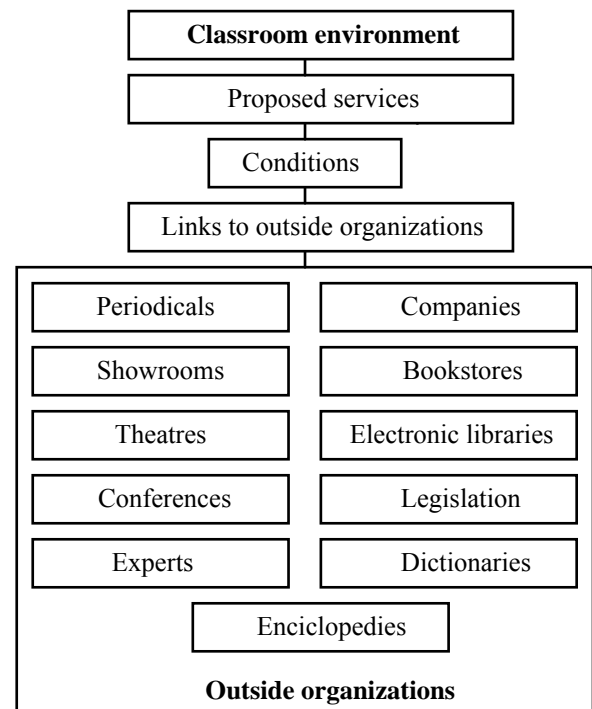 Classroom environment
Proposed services
Conditions
Links to outside organizations
Periodicals
Companies
Showrooms
Bookstores
Theatres
Electronic libraries
Conferences
Legislation
Experts
Dictionaries
Enciclopedies
Outside organizations